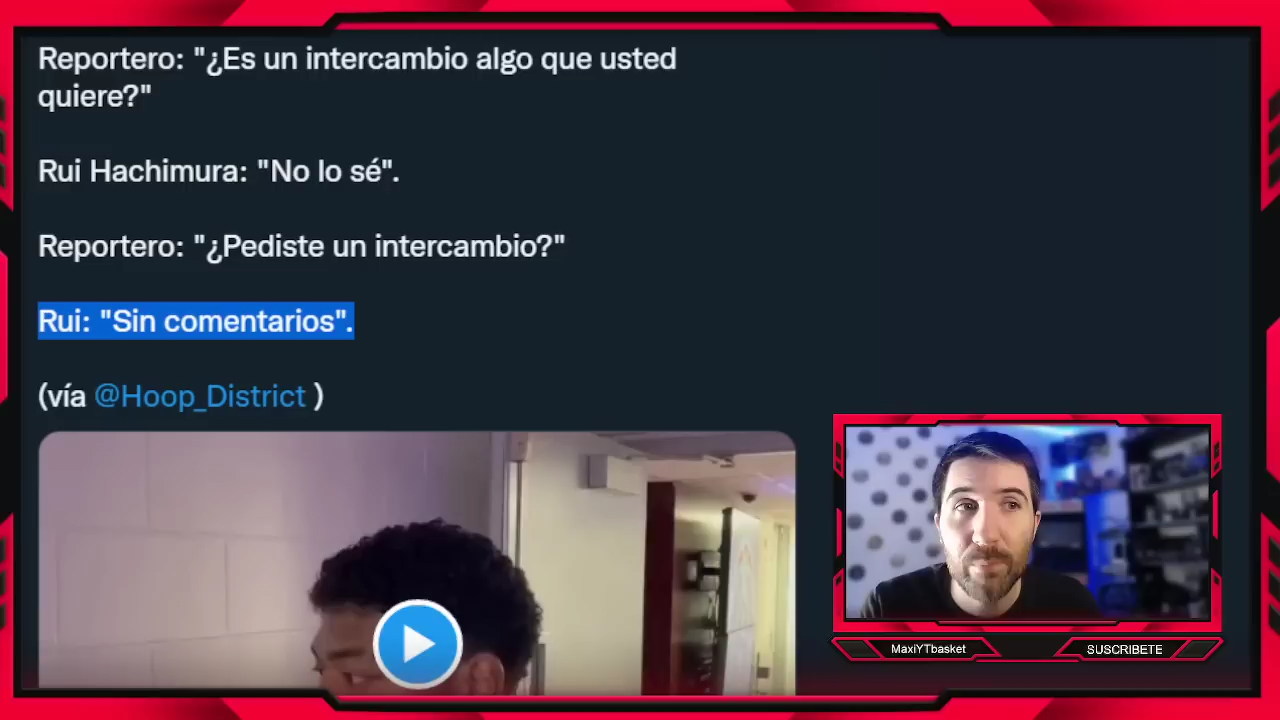 Reportero: "¿Es un intercambio algo que usted
quiere?"
Rui Hachimura: "No lo sé".
Reportero: "¿Pediste un intercambio?"
Rui: "Sin comentarios".
(vía @Hoop_District )
MaxiYTbasket
SUSCRIBETE